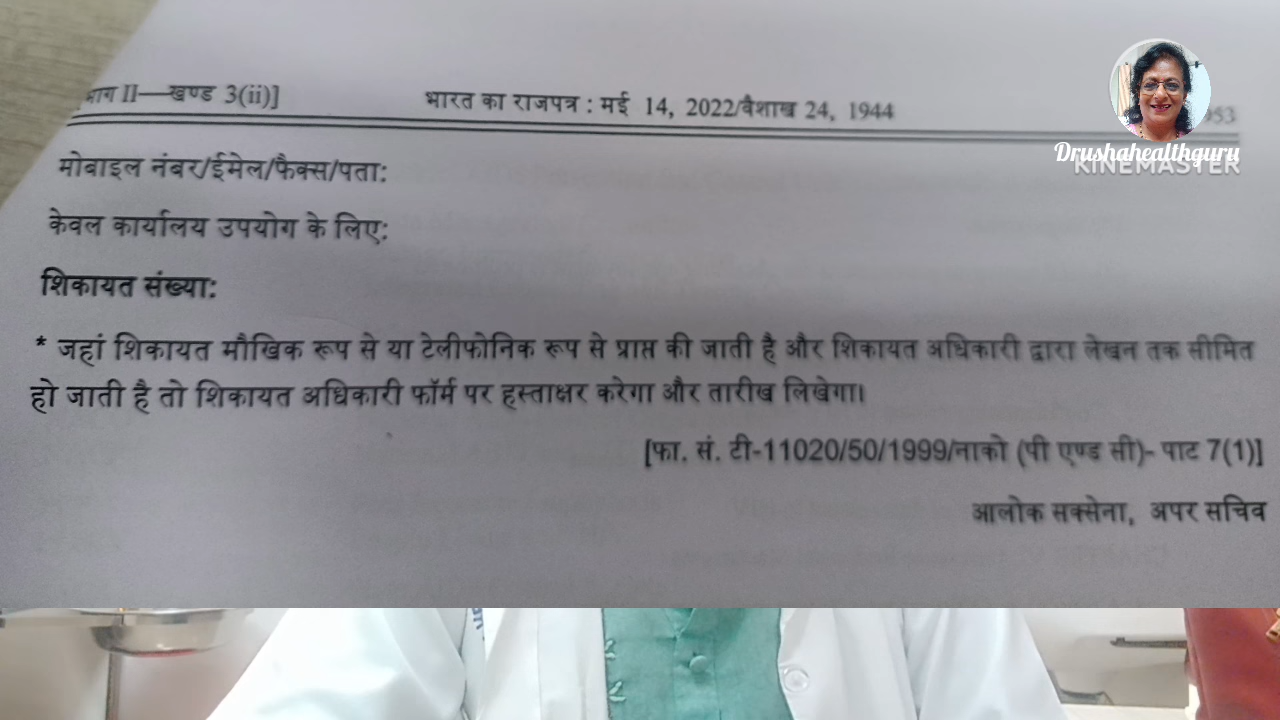 भाग II—खण्ड 3(ii)]
भारत का राजपत्र : मई 14, 2022/वैशाख 24, 1944
953
Drushahealthguru
KINEMASTER
मोबाइल नंबर/ईमेल/फैक्स/पता:
केवल कार्यालय उपयोग के लिए:
शिकायत संख्या:
* जहां शिकायत मौखिक रूप से या टेलीफोनिक रूप से प्राप्त की जाती है और शिकायत अधिकारी द्वारा लेखन तक सीमित
हो जाती है तो शिकायत अधिकारी फॉर्म पर हस्ताक्षर करेगा और तारीख लिखेगा।
[फा. सं. टी-11020/50/1999/नाको (पी एण्ड सी)- पाट 7(1)]
आलोक सक्सेना, अपर सचिव